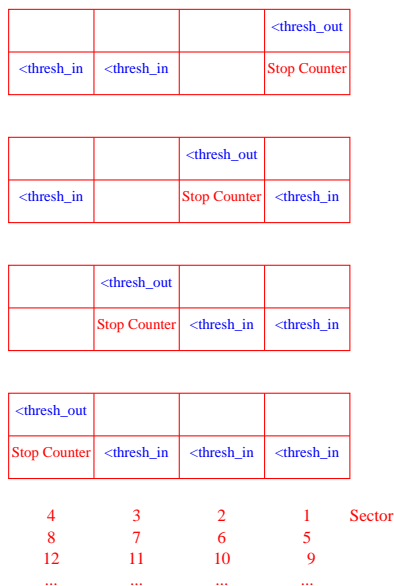 <thresh_out
<thresh_in <thresh_in Stop Counter
<thresh_out
<thresh_in Stop Counter <thresh_in
<thresh_out
Stop Counter <thresh_in <thresh_in
<thresh_out
Stop Counter <thresh_in <thresh_in <thresh_in
4 3 2 1 Sector
8 7 6 5
12 11 10 9
... ... ... ...